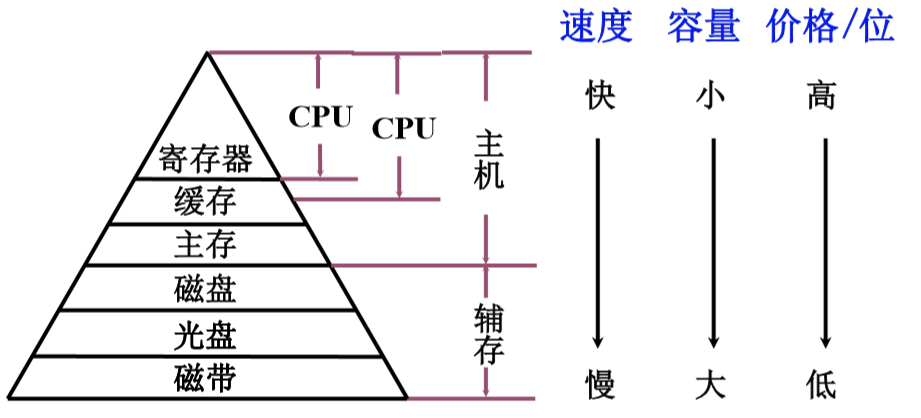 速度 容量 价格/位
快 小 高
CPU
CPU
主机
寄存器
缓存
主存
磁盘
辅存
光盘
磁带
慢 大 低